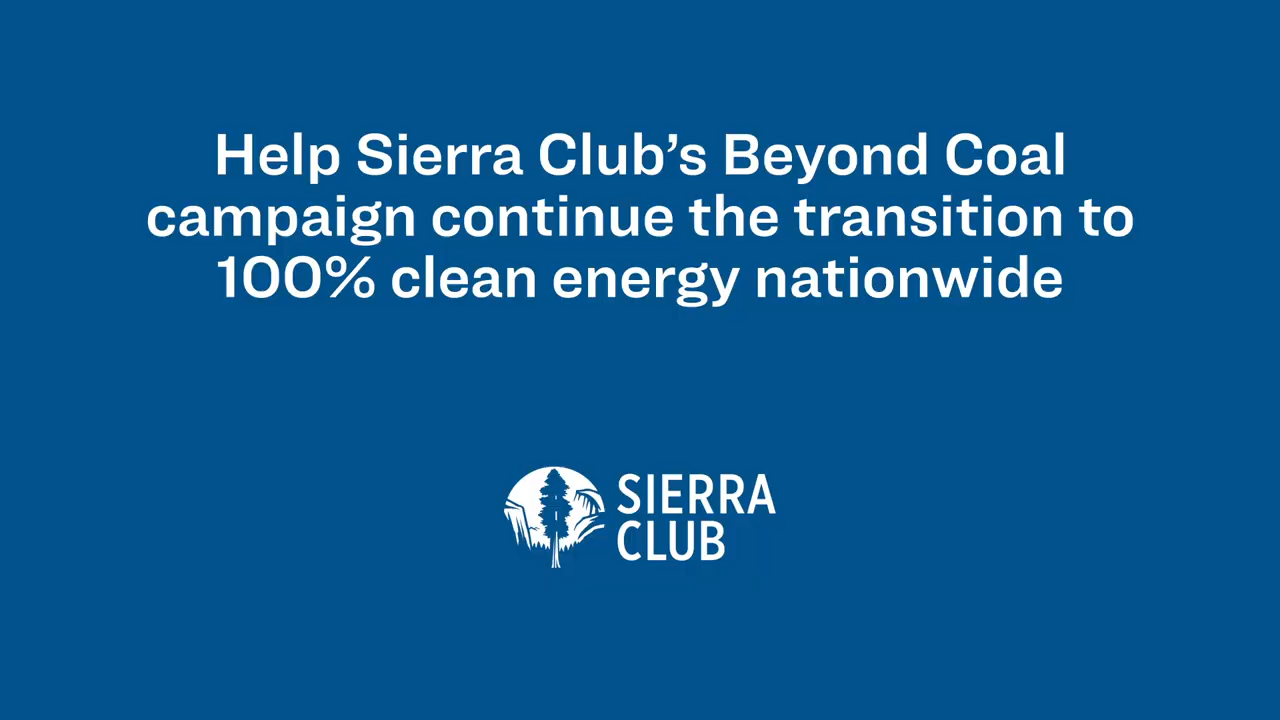 Help Sierra Club’s Beyond Coal
campaign continue the transition to
100% clean energy nationwide
SIERRA
CLUB